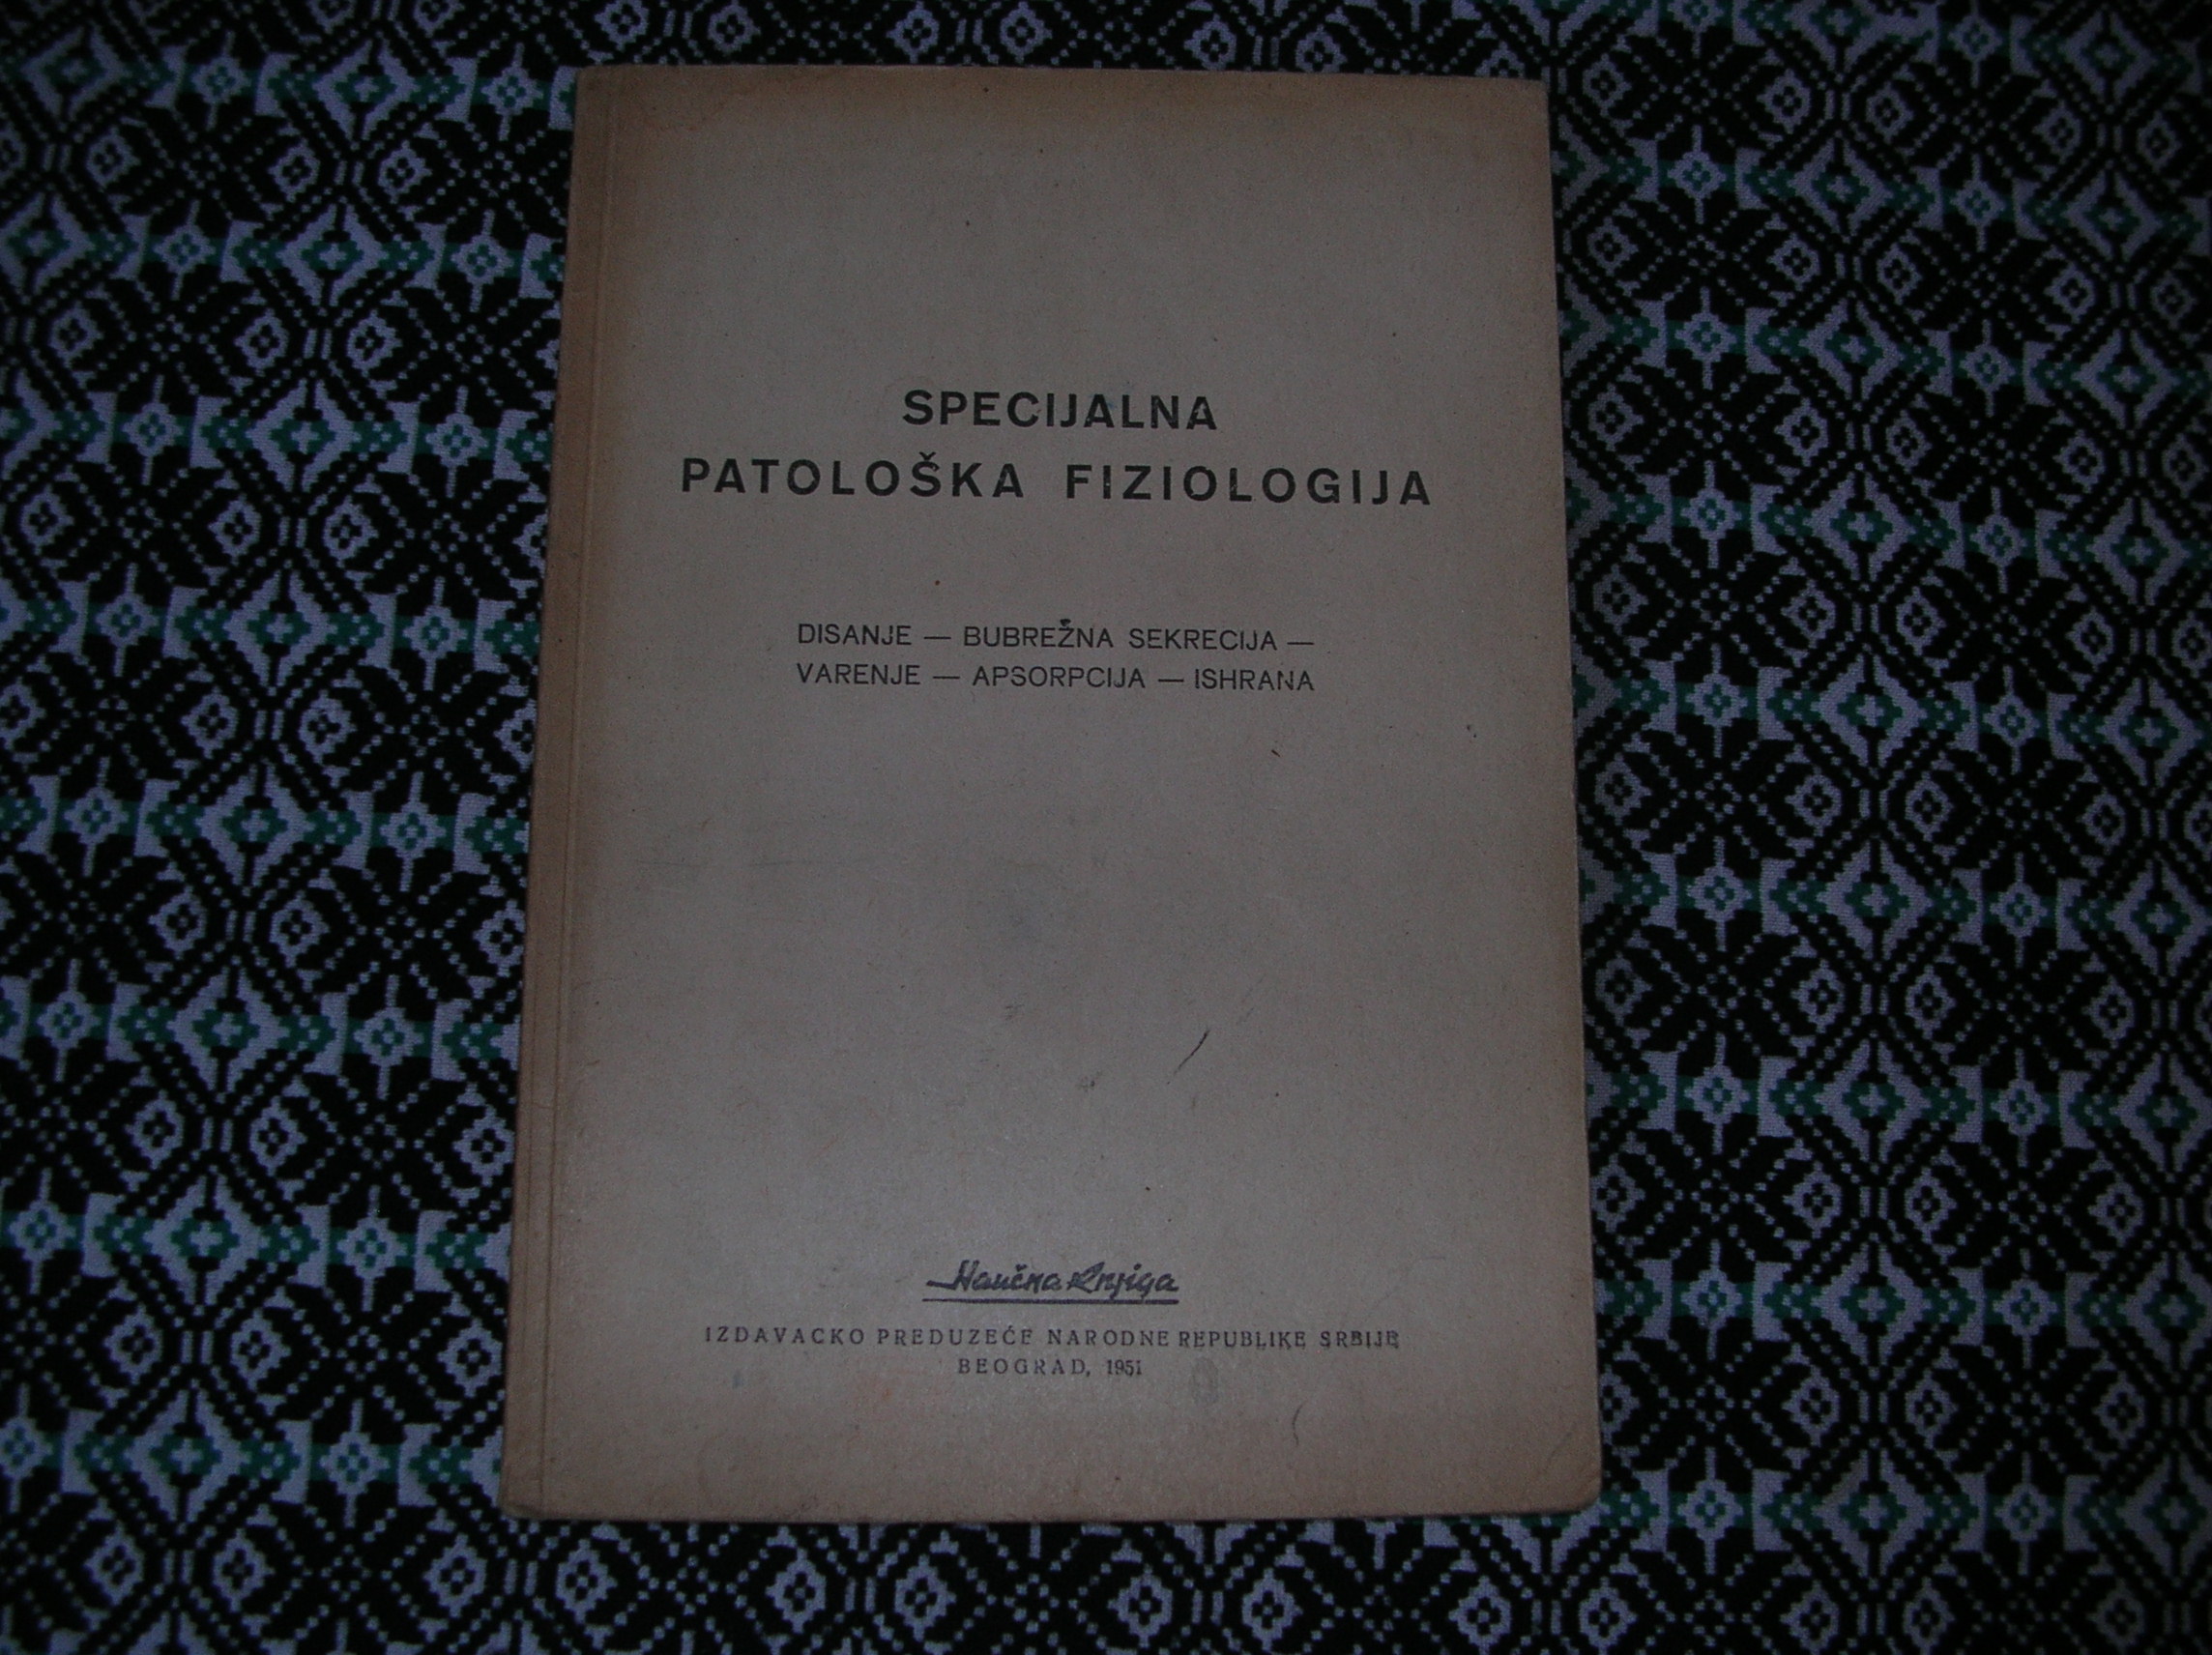 SPECIJALNA
PATOLOŠKA FIZIOLOGIJA
DISANJE — BUBREŽNA SEKRECIJA —
VARENJE — APSORPCIJA — ISHRANA
Naučna Knjiga
IZDAVACKO PREDUZEĆE NARODNE REPUBLIKE SRBIJE
BEOGRAD, 1951